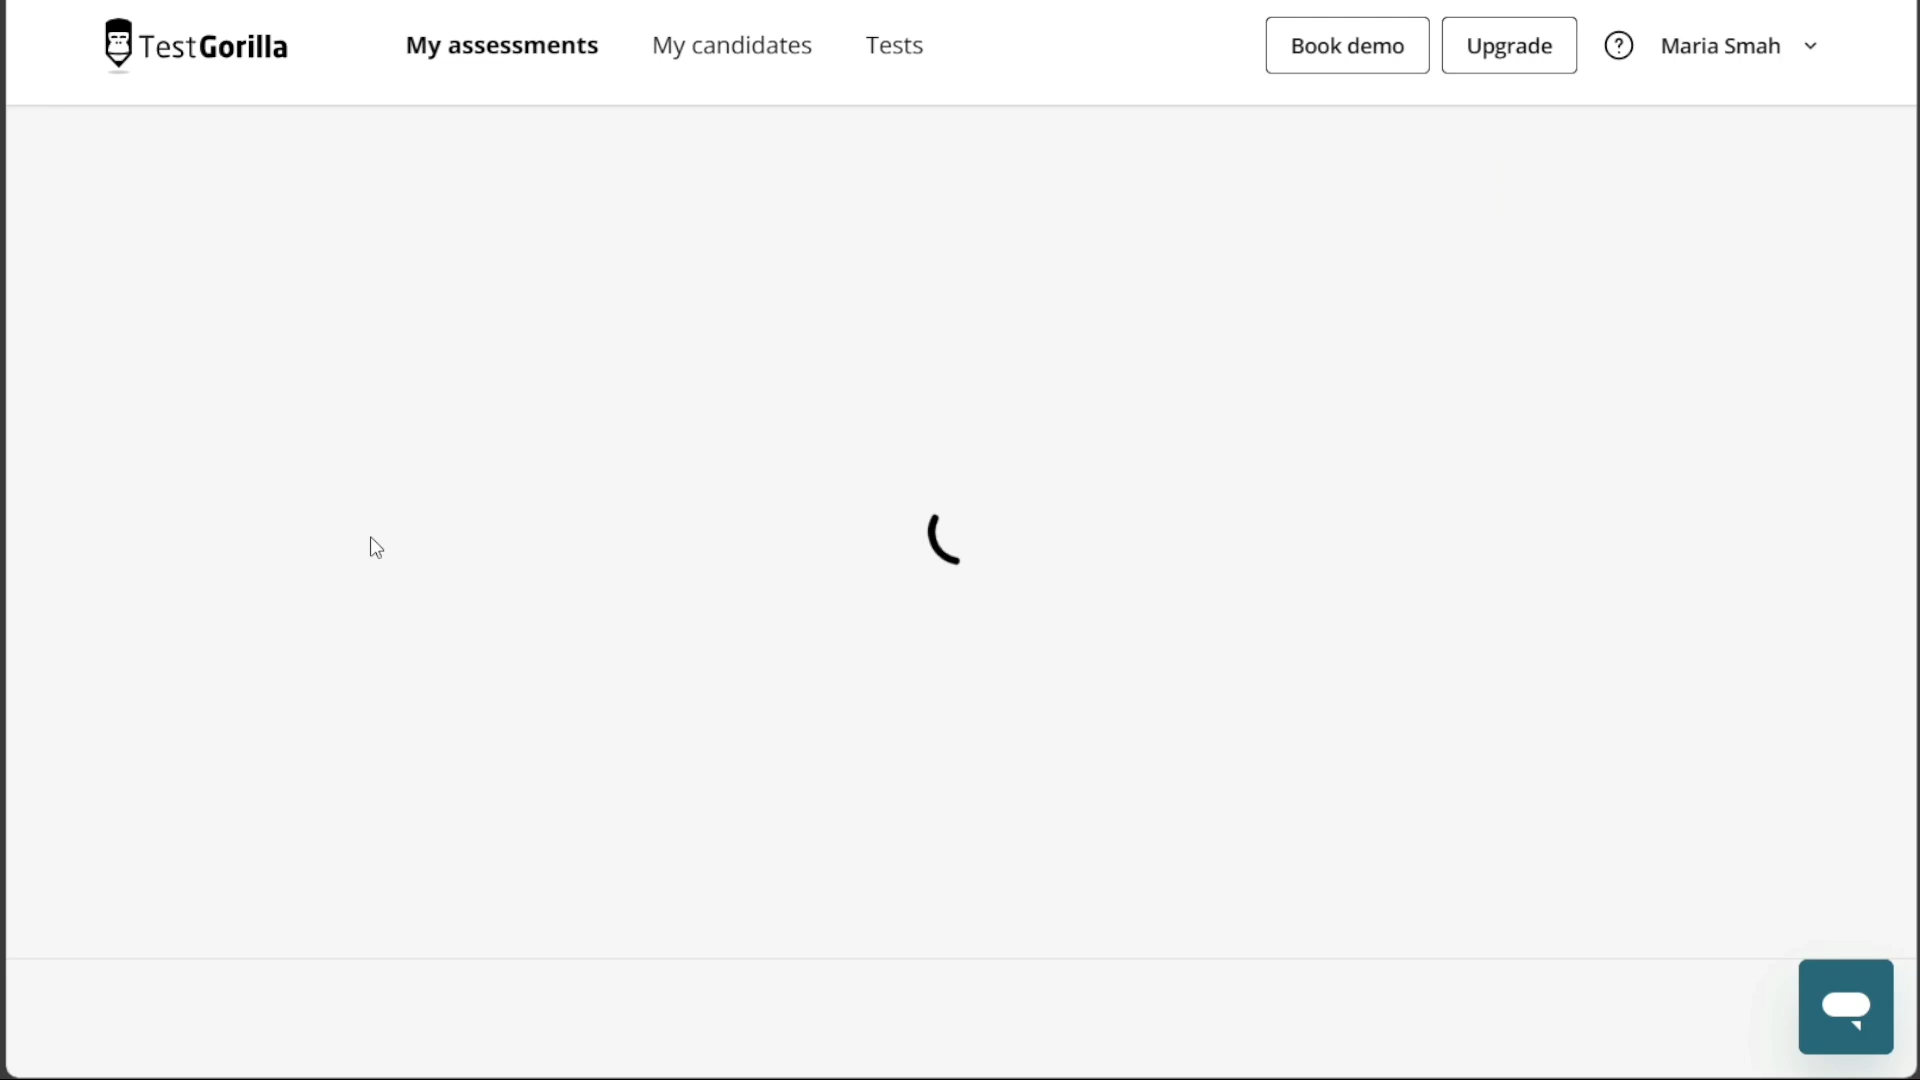 TestGorilla
My assessments
My candidates
Tests
Book demo
Upgrade
?
Maria Smah